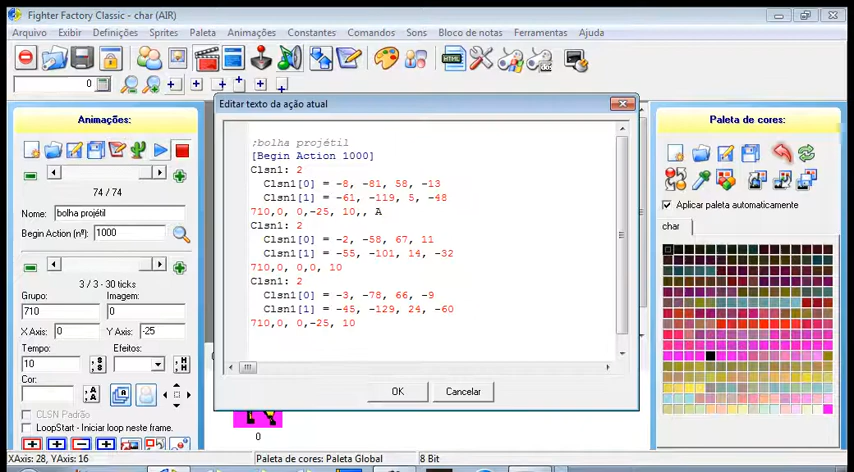 Fighter Factory Classic - char (AIR)
Arquivo Exibir Definições Sprites Paleta Animações Constantes Comandos Sons Bloco de notas Ferramentas Ajuda
0
Editar texto da ação atual
Animações:
74 / 74
Nome: bolha projétil
Begin Action (nº): 1000
3 / 3 - 30 ticks
Grupo: Imagem:
710 0
X Axis: 0 Y Axis: -25
Tempo: Efeitos:
10
Cor:
CLSN Padrão
LoopStart - Iniciar loop neste frame.
;bolha projétil
[Begin Action 1000]
Clsn1: 2
Clsn1[0] = -8, -81, 58, -13
Clsn1[1] = -61, -119, 5, -48
710,0, 0,-25, 10,, A
Clsn1: 2
Clsn1[0] = -2, -58, 67, 11
Clsn1[1] = -55, -101, 14, -32
710,0, 0,0, 10
Clsn1: 2
Clsn1[0] = -3, -78, 66, -9
Clsn1[1] = -45, -129, 24, -60
710,0, 0,-25, 10
OK Cancelar
0
Paleta de cores:
Aplicar paleta automaticamente
char
XAxis: 28, YAxis: 16 Paleta de cores: Paleta Global 8 Bit